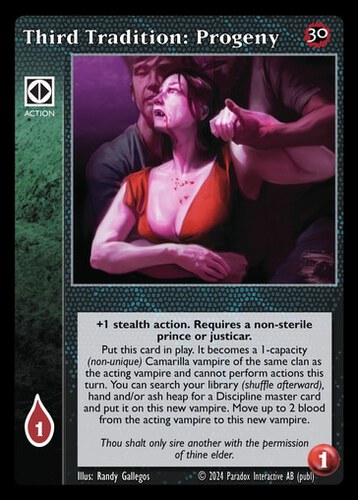 Third Tradition: Progeny
30
ACTION
+1 stealth action. Requires a non-sterile
prince or justicar.
Put this card in play. It becomes a 1-capacity
(non-unique) Camarilla vampire of the same clan as
the acting vampire and cannot perform actions this
turn. You can search your library (shuffle afterward),
hand and/or ash heap for a Discipline master card
and put it on this new vampire. Move up to 2 blood
from the acting vampire to this new vampire.
Thou shalt only sire another with the permission
of thine elder.
1
1
Illus: Randy Gallegos
© 2024 Paradox Interactive AB (publ)